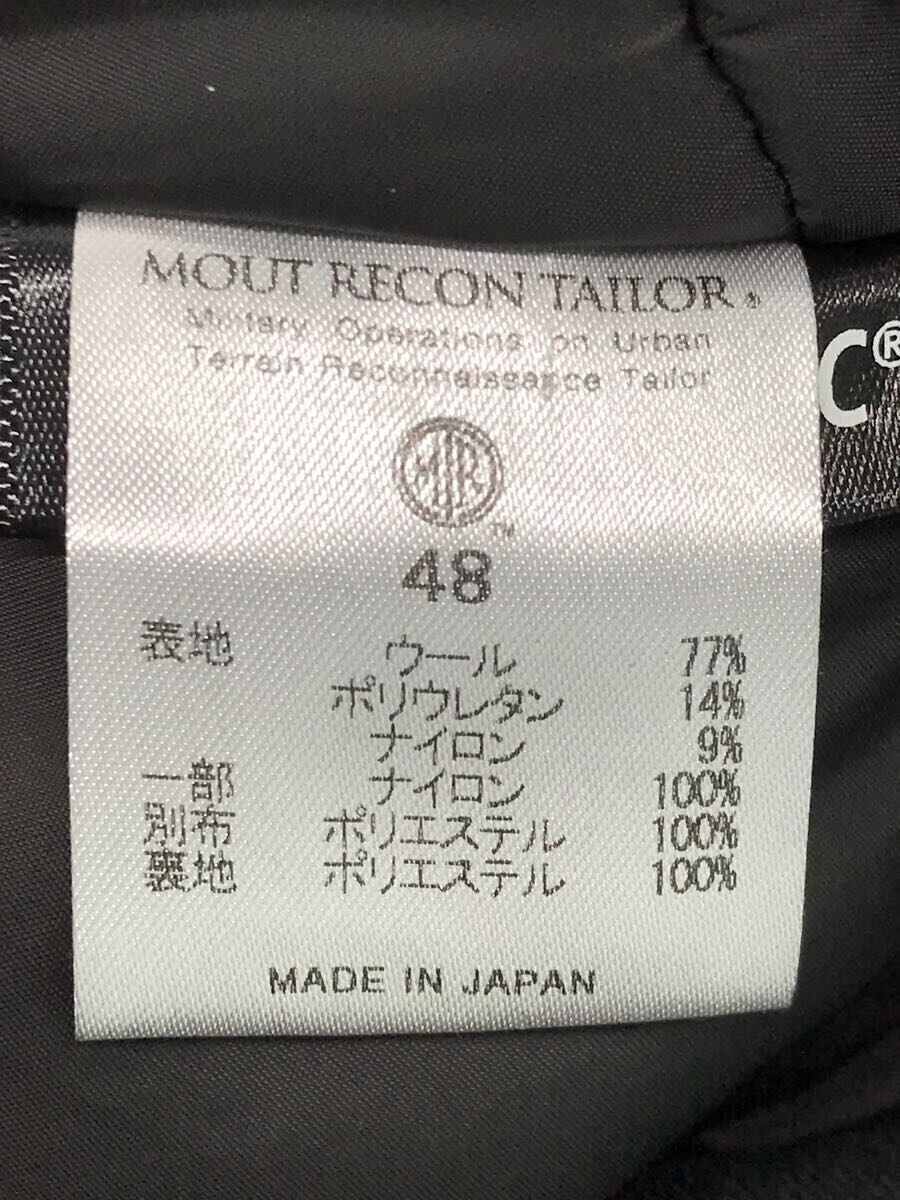 MOUT RECON TAILOR®
Military Operations on Urban
Terrain Reconnaissance Tailor
C®
MTR
™
48
表地 ウール 77%
ポリウレタン 14%
ナイロン 9%
一部 ナイロン 100%
別布 ポリエステル 100%
裏地 ポリエステル 100%
MADE IN JAPAN